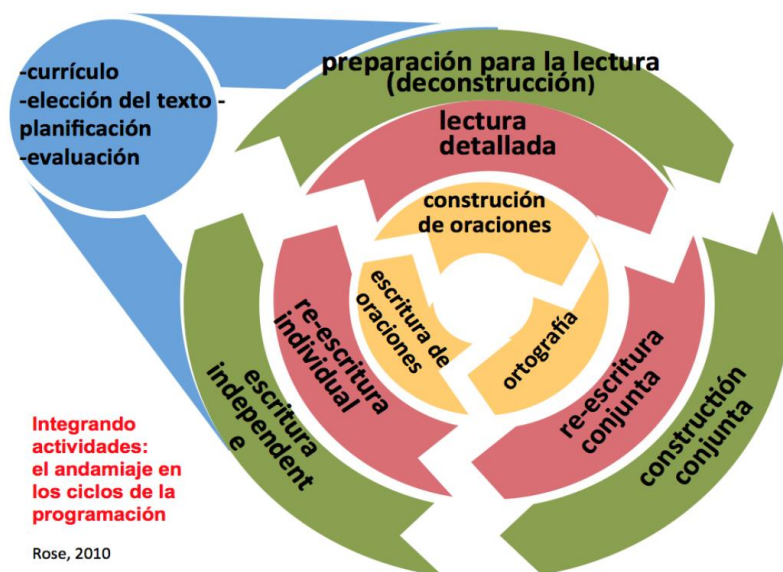 -currículo
-elección del texto -
planificación
-evaluación
preparación para la lectura
(deconstrucción)
lectura
detallada
construción
de oraciones
escritura de
oraciones
ortografía
re-escritura
individual
re-escritura
conjunta
escritura
independent
e
constructión
conjunta
Integrando
actividades:
el andamiaje en
los ciclos de la
programación
Rose, 2010